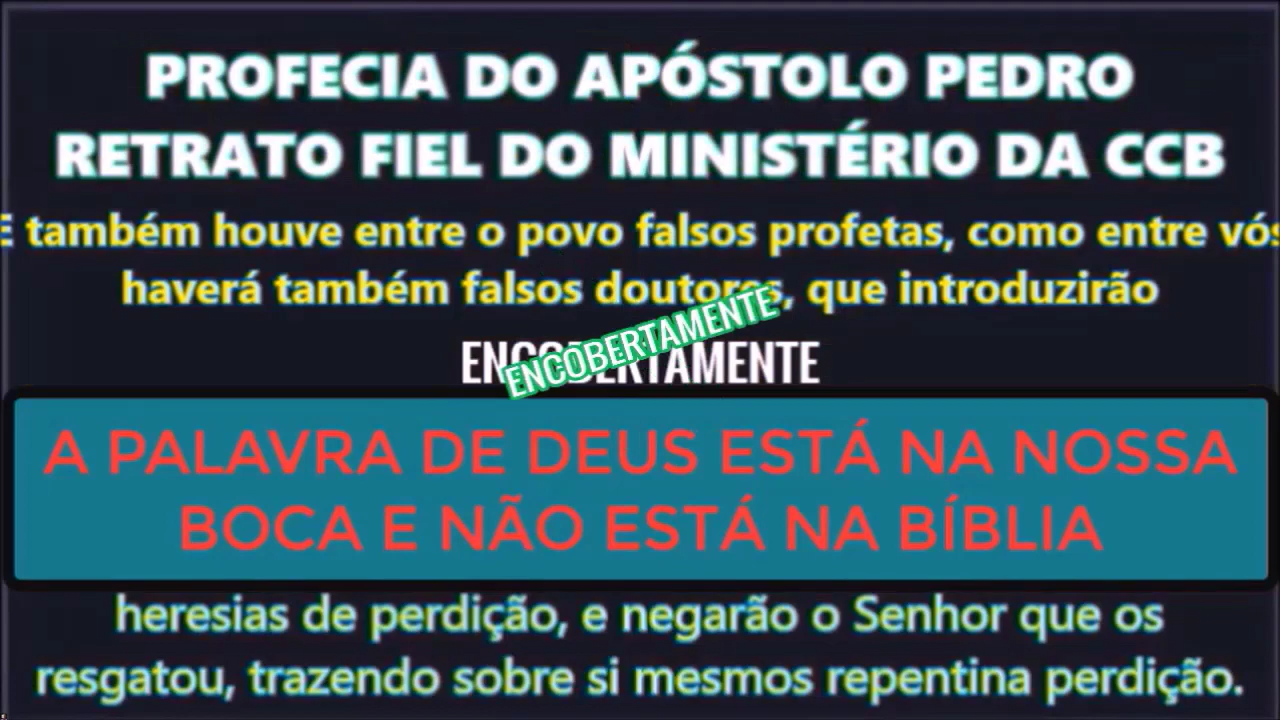 PROFECIA DO APÓSTOLO PEDRO
RETRATO FIEL DO MINISTÉRIO DA CCB
E também houve entre o povo falsos profetas, como entre vós
haverá também falsos doutores, que introduzirão
ENCOBERTAMENTE
ENCOBERTAMENTE
A PALAVRA DE DEUS ESTÁ NA NOSSA
BOCA E NÃO ESTÁ NA BÍBLIA
heresias de perdição, e negarão o Senhor que os
resgatou, trazendo sobre si mesmos repentina perdição.